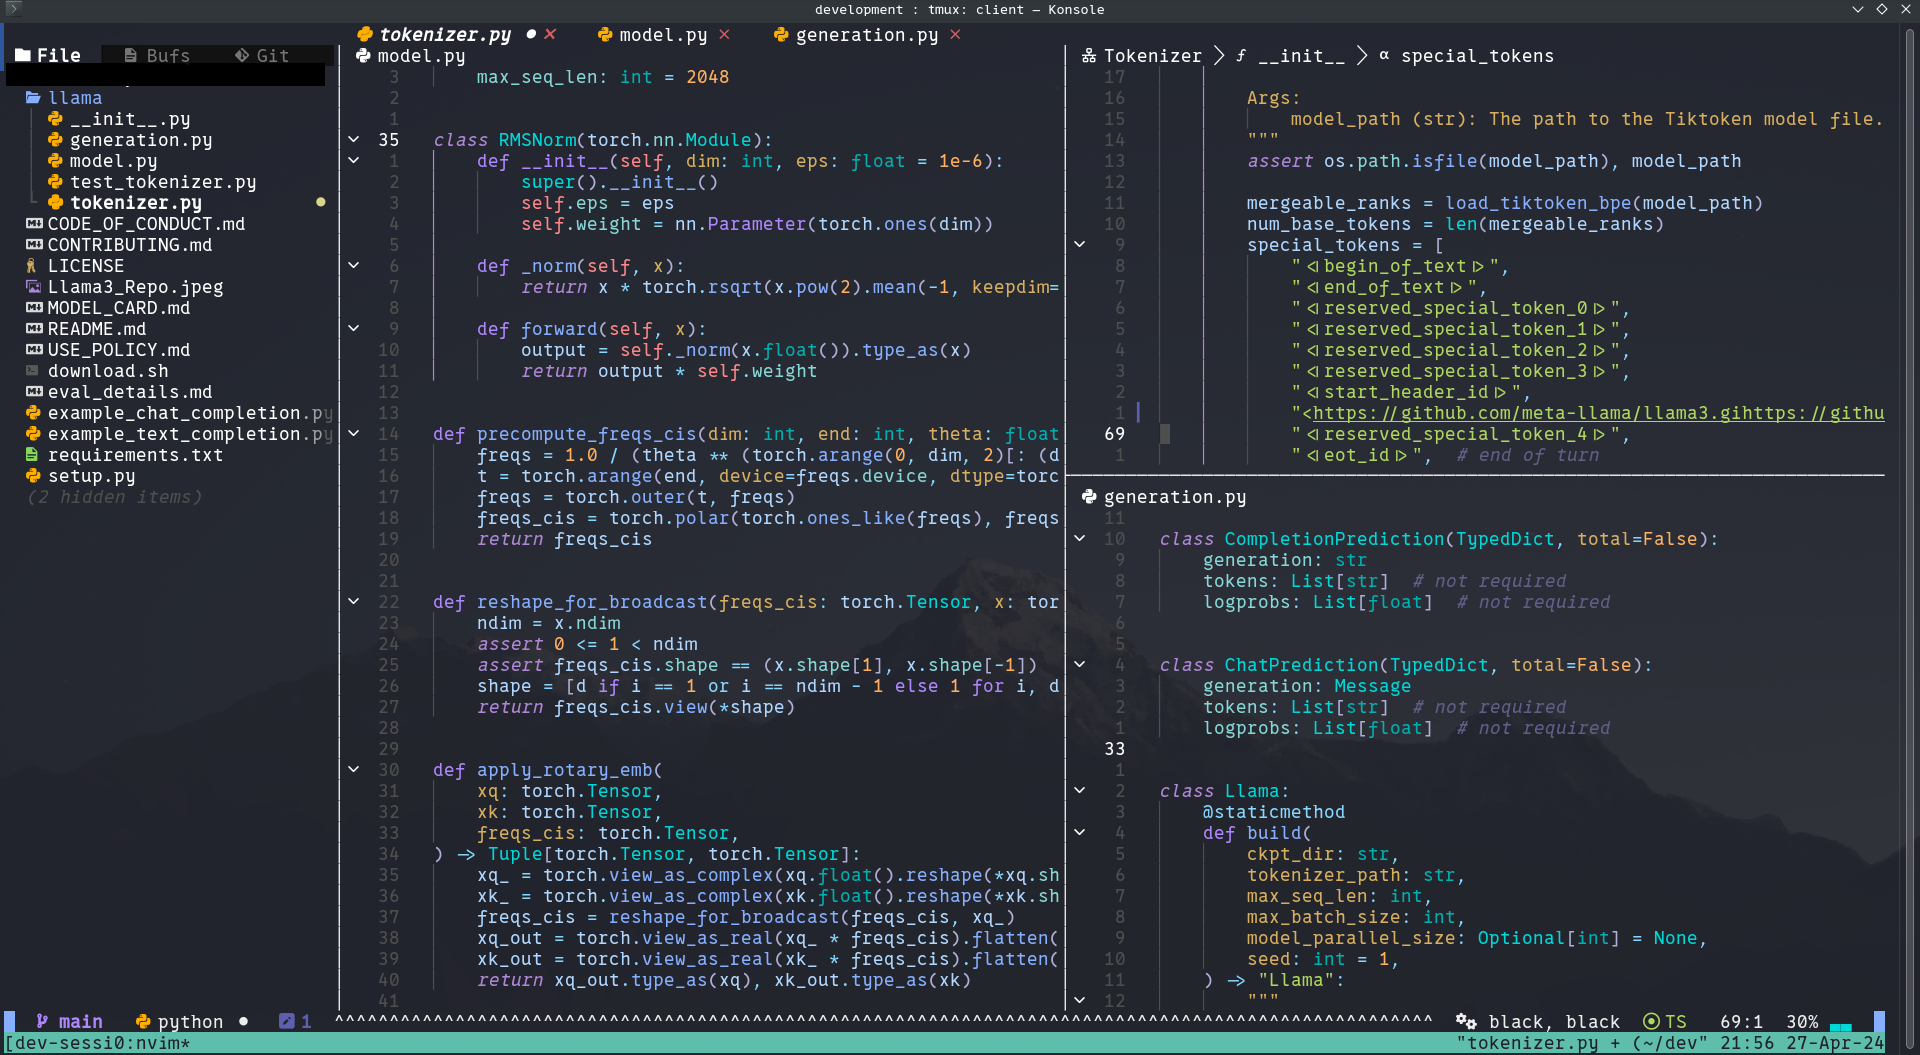 development : tmux: client — Konsole
tokenizer.py ● ×
model.py ×
generation.py ×
File
Bufs
Git
llama
__init__.py
generation.py
model.py
test_tokenizer.py
tokenizer.py
CODE_OF_CONDUCT.md
CONTRIBUTING.md
LICENSE
Llama3_Repo.jpeg
MODEL_CARD.md
README.md
USE_POLICY.md
download.sh
eval_details.md
example_chat_completion.py
example_text_completion.py
requirements.txt
setup.py
(2 hidden items)
model.py
3 max_seq_len: int = 2048
2
1
35 class RMSNorm(torch.nn.Module):
1 def __init__(self, dim: int, eps: float = 1e-6):
2 super().__init__()
3 self.eps = eps
4 self.weight = nn.Parameter(torch.ones(dim))
5
6 def _norm(self, x):
7 return x * torch.rsqrt(x.pow(2).mean(-1, keepdim=
8
9 def forward(self, x):
10 output = self._norm(x.float()).type_as(x)
11 return output * self.weight
12
13
14 def precompute_freqs_cis(dim: int, end: int, theta: float
15 freqs = 1.0 / (theta ** (torch.arange(0, dim, 2)[: (d
16 t = torch.arange(end, device=freqs.device, dtype=torc
17 freqs = torch.outer(t, freqs)
18 freqs_cis = torch.polar(torch.ones_like(freqs), freqs
19 return freqs_cis
20
21
22 def reshape_for_broadcast(freqs_cis: torch.Tensor, x: tor
23 ndim = x.ndim
24 assert 0 <= 1 < ndim
25 assert freqs_cis.shape == (x.shape[1], x.shape[-1])
26 shape = [d if i == 1 or i == ndim - 1 else 1 for i, d
27 return freqs_cis.view(*shape)
28
29
30 def apply_rotary_emb(
31 xq: torch.Tensor,
32 xk: torch.Tensor,
33 freqs_cis: torch.Tensor,
34 ) -> Tuple[torch.Tensor, torch.Tensor]:
35 xq_ = torch.view_as_complex(xq.float().reshape(*xq.sh
36 xk_ = torch.view_as_complex(xk.float().reshape(*xk.sh
37 freqs_cis = reshape_for_broadcast(freqs_cis, xq_)
38 xq_out = torch.view_as_real(xq_ * freqs_cis).flatten(
39 xk_out = torch.view_as_real(xk_ * freqs_cis).flatten(
40 return xq_out.type_as(xq), xk_out.type_as(xk)
41
Tokenizer > ƒ __init__ > α special_tokens
17
16 Args:
15 model_path (str): The path to the Tiktoken model file.
14 """
13 assert os.path.isfile(model_path), model_path
12
11 mergeable_ranks = load_tiktoken_bpe(model_path)
10 num_base_tokens = len(mergeable_ranks)
9 special_tokens = [
8 "<|begin_of_text|>",
7 "<|end_of_text|>",
6 "<|reserved_special_token_0|>",
5 "<|reserved_special_token_1|>",
4 "<|reserved_special_token_2|>",
3 "<|reserved_special_token_3|>",
2 "<|start_header_id|>",
1 "<https://github.com/meta-llama/llama3.gihttps://githu
69 "<|reserved_special_token_4|>",
1 "<|eot_id|>", # end of turn
generation.py
11
10 class CompletionPrediction(TypedDict, total=False):
9 generation: str
8 tokens: List[str] # not required
7 logprobs: List[float] # not required
6
5
4 class ChatPrediction(TypedDict, total=False):
3 generation: Message
2 tokens: List[str] # not required
1 logprobs: List[float] # not required
33
1
2 class Llama:
3 @staticmethod
4 def build(
5 ckpt_dir: str,
6 tokenizer_path: str,
7 max_seq_len: int,
8 max_batch_size: int,
9 model_parallel_size: Optional[int] = None,
10 seed: int = 1,
11 ) -> "Llama":
12 """
main python ● 1 ^^^^^^^^^^^^^^^^^^^^^^^^^^^^^^^^^^^^^^^^^^^^^^^^^^^^^^^^^^^^^^^^^^^^^^^^^^^^^^^^^^^^^^^^^^^^^^^^^^^^ black, black TS 69:1 30%
[dev-sessi0:nvim* "tokenizer.py + (~/dev" 21:56 27-Apr-24